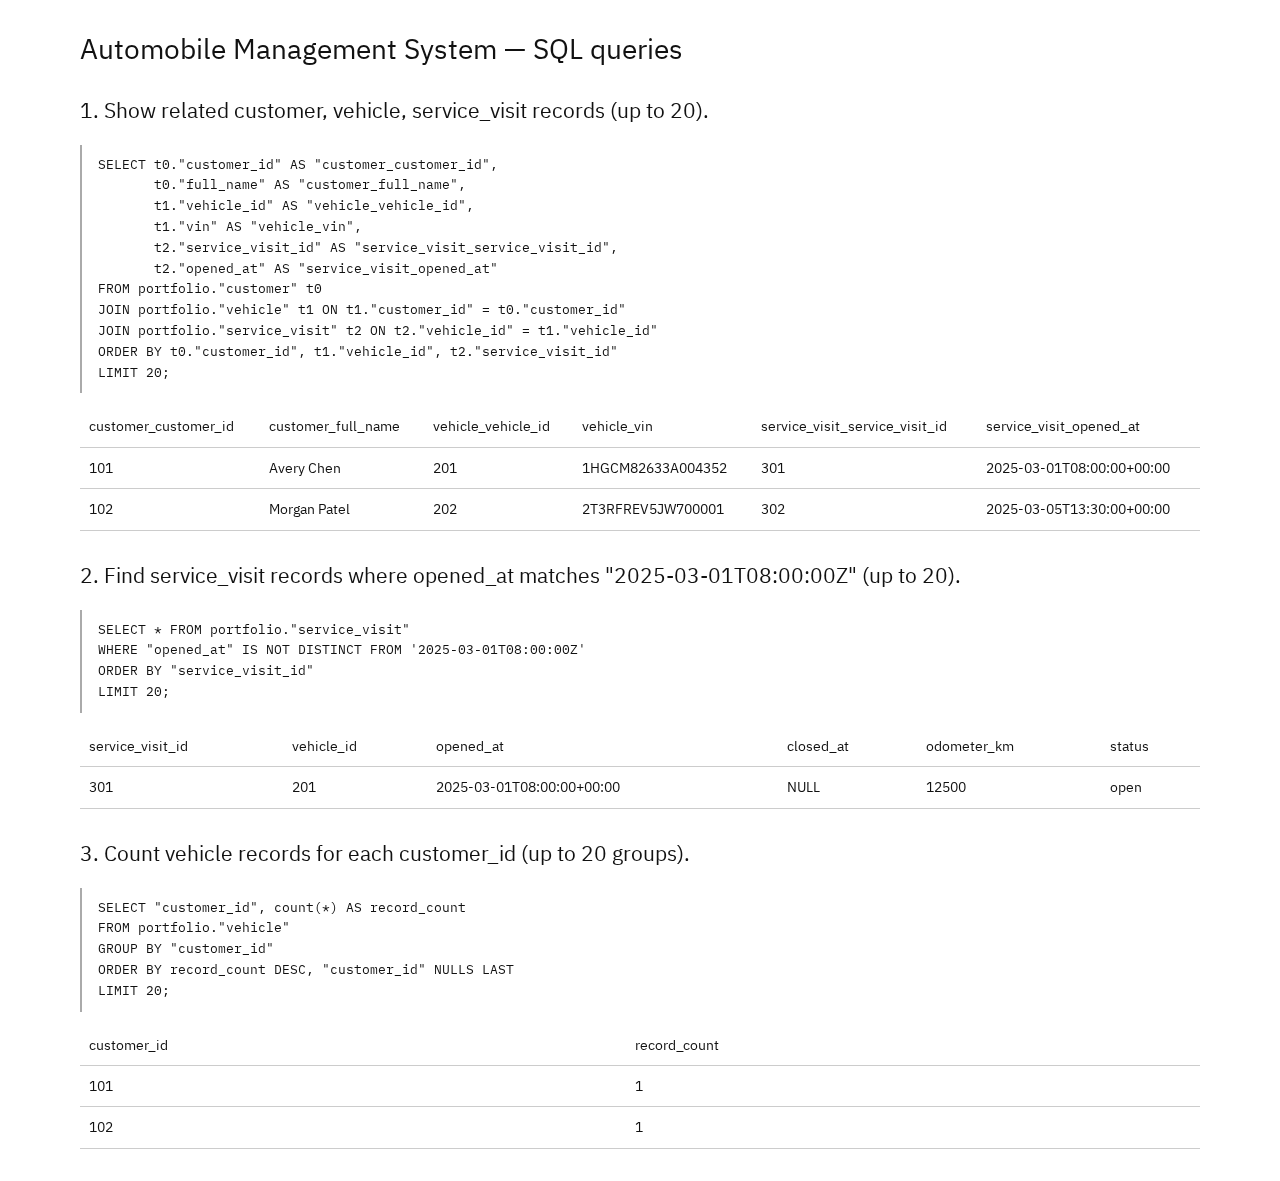 Automobile Management System — SQL queries
1. Show related customer, vehicle, service_visit records (up to 20).
SELECT t0."customer_id" AS "customer_customer_id",
       t0."full_name" AS "customer_full_name",
       t1."vehicle_id" AS "vehicle_vehicle_id",
       t1."vin" AS "vehicle_vin",
       t2."service_visit_id" AS "service_visit_service_visit_id",
       t2."opened_at" AS "service_visit_opened_at"
FROM portfolio."customer" t0
JOIN portfolio."vehicle" t1 ON t1."customer_id" = t0."customer_id"
JOIN portfolio."service_visit" t2 ON t2."vehicle_id" = t1."vehicle_id"
ORDER BY t0."customer_id", t1."vehicle_id", t2."service_visit_id"
LIMIT 20;
customer_customer_id customer_full_name vehicle_vehicle_id vehicle_vin service_visit_service_visit_id service_visit_opened_at
101 Avery Chen 201 1HGCM82633A004352 301 2025-03-01T08:00:00+00:00
102 Morgan Patel 202 2T3RFREV5JW700001 302 2025-03-05T13:30:00+00:00
2. Find service_visit records where opened_at matches "2025-03-01T08:00:00Z" (up to 20).
SELECT * FROM portfolio."service_visit"
WHERE "opened_at" IS NOT DISTINCT FROM '2025-03-01T08:00:00Z'
ORDER BY "service_visit_id"
LIMIT 20;
service_visit_id vehicle_id opened_at closed_at odometer_km status
301 201 2025-03-01T08:00:00+00:00 NULL 12500 open
3. Count vehicle records for each customer_id (up to 20 groups).
SELECT "customer_id", count(*) AS record_count
FROM portfolio."vehicle"
GROUP BY "customer_id"
ORDER BY record_count DESC, "customer_id" NULLS LAST
LIMIT 20;
customer_id record_count
101 1
102 1